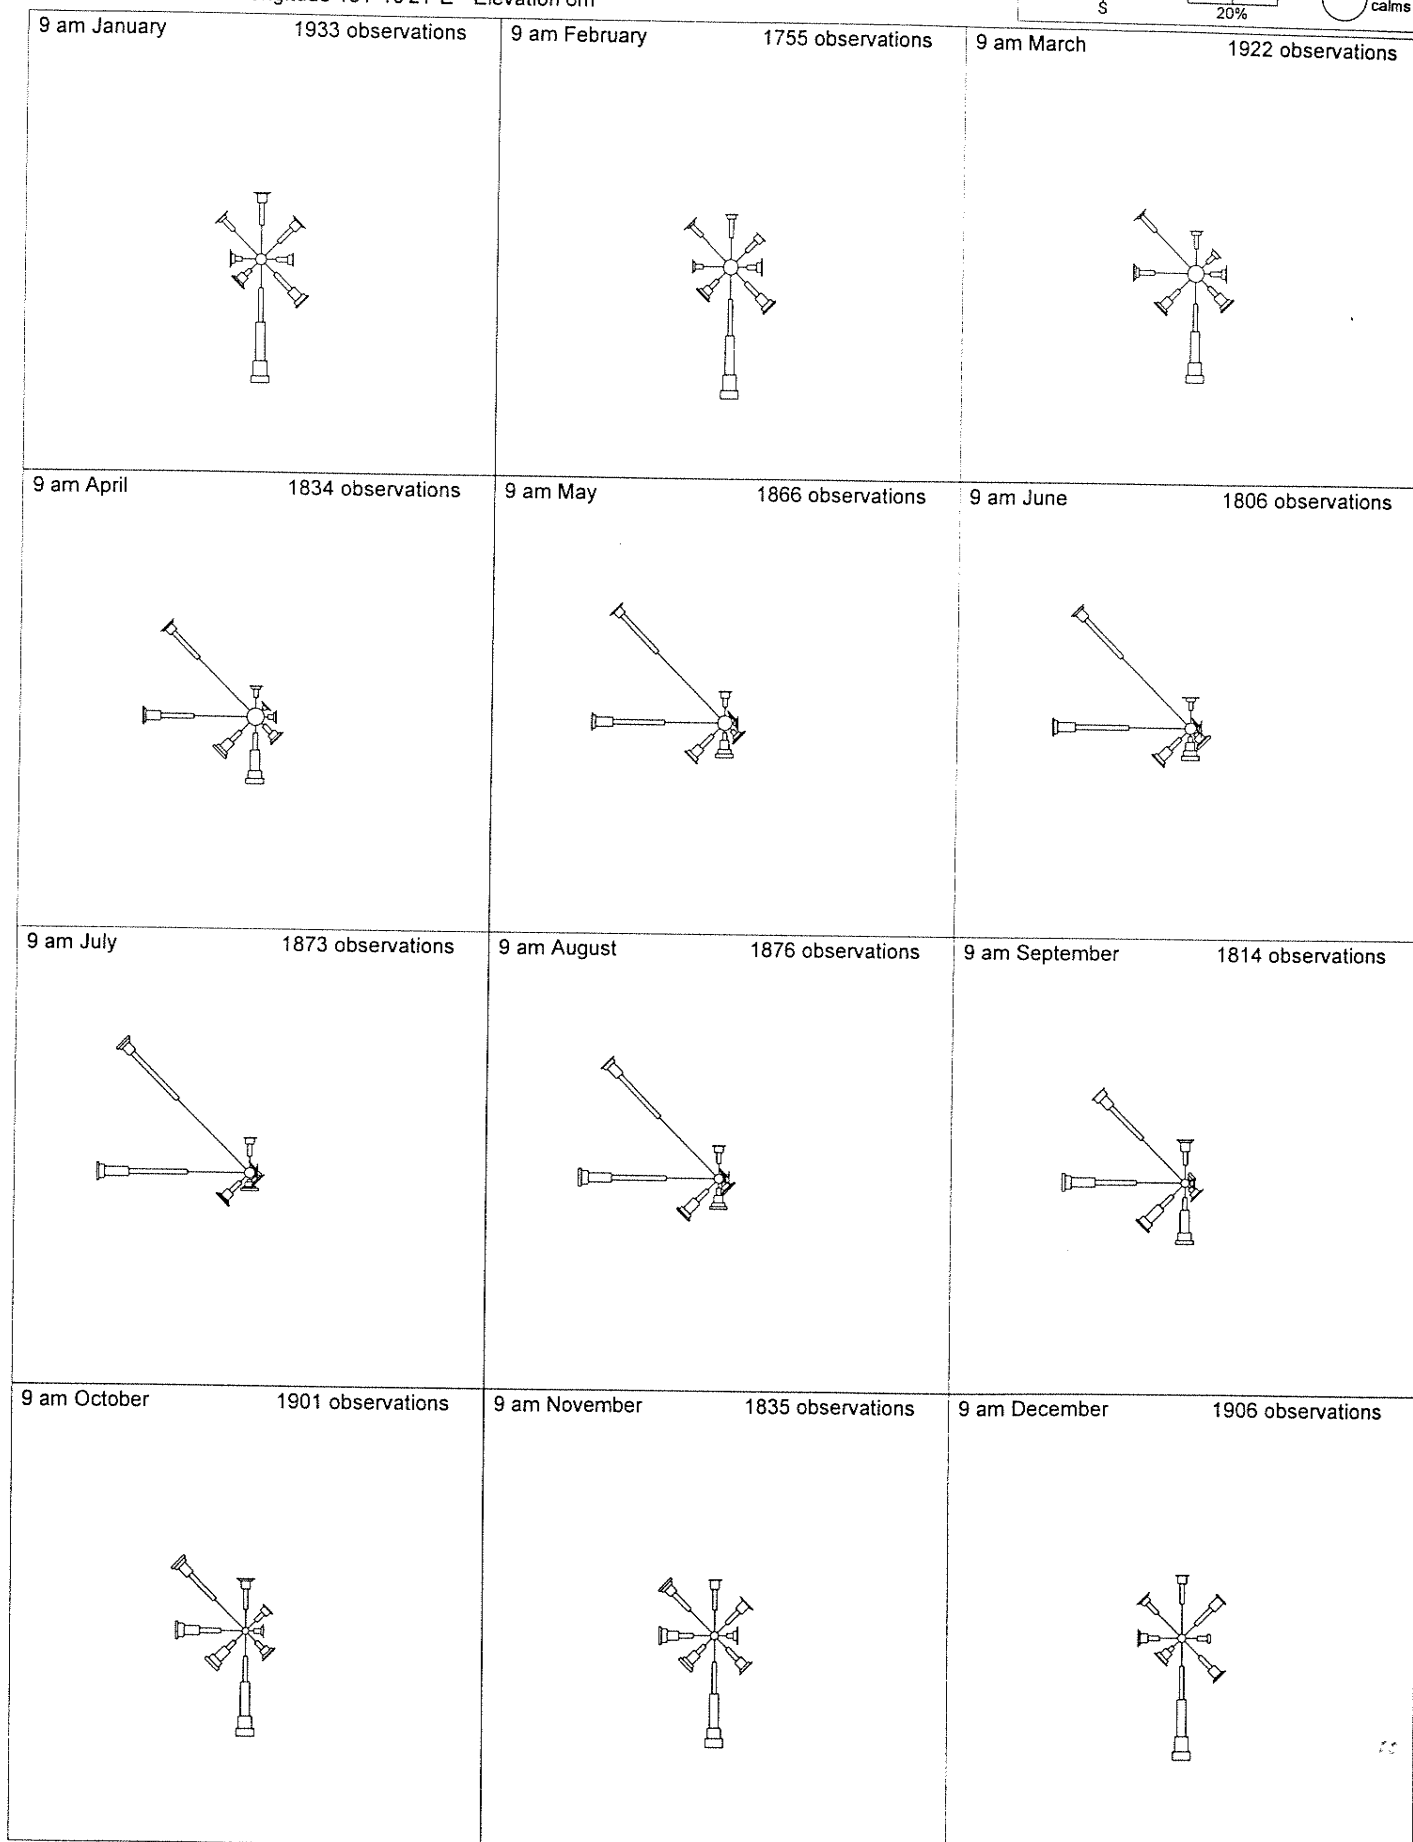 Elevation 6m
S
20%
calms
9 am January 1933 observations
9 am February 1755 observations
9 am March 1922 observations
9 am April 1834 observations
9 am May 1866 observations
9 am June 1806 observations
9 am July 1873 observations
9 am August 1876 observations
9 am September 1814 observations
9 am October 1901 observations
9 am November 1835 observations
9 am December 1906 observations